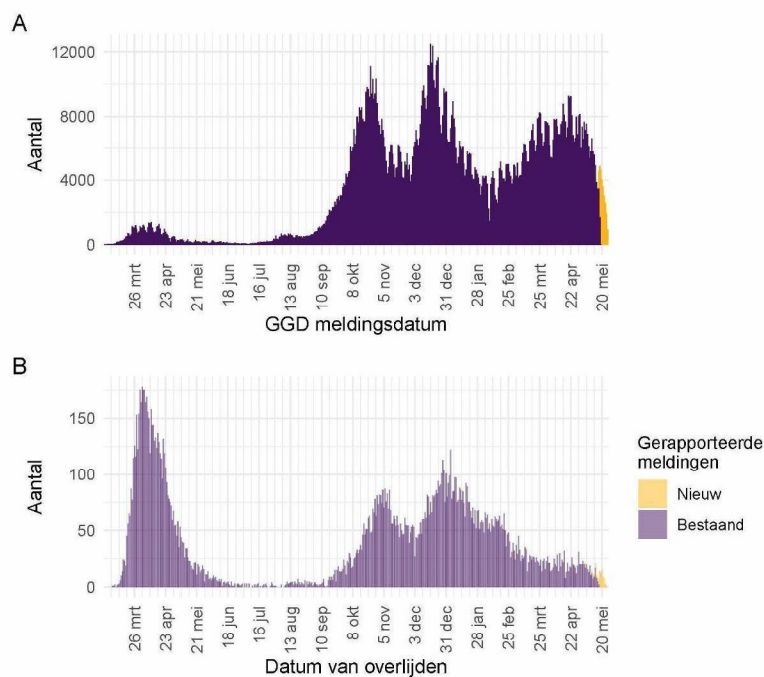 A
12000
8000
4000
0
Aantal
26 mrt
23 apr
21 mei
18 jun
16 jul
13 aug
10 sep
8 okt
5 nov
3 dec
31 dec
28 jan
25 feb
25 mrt
22 apr
20 mei
GGD meldingsdatum
B
150
100
50
0
Aantal
26 mrt
23 apr
21 mei
18 jun
16 jul
13 aug
10 sep
8 okt
5 nov
3 dec
31 dec
28 jan
25 feb
25 mrt
22 apr
20 mei
Datum van overlijden
Gerapporteerde
meldingen
Nieuw
Bestaand